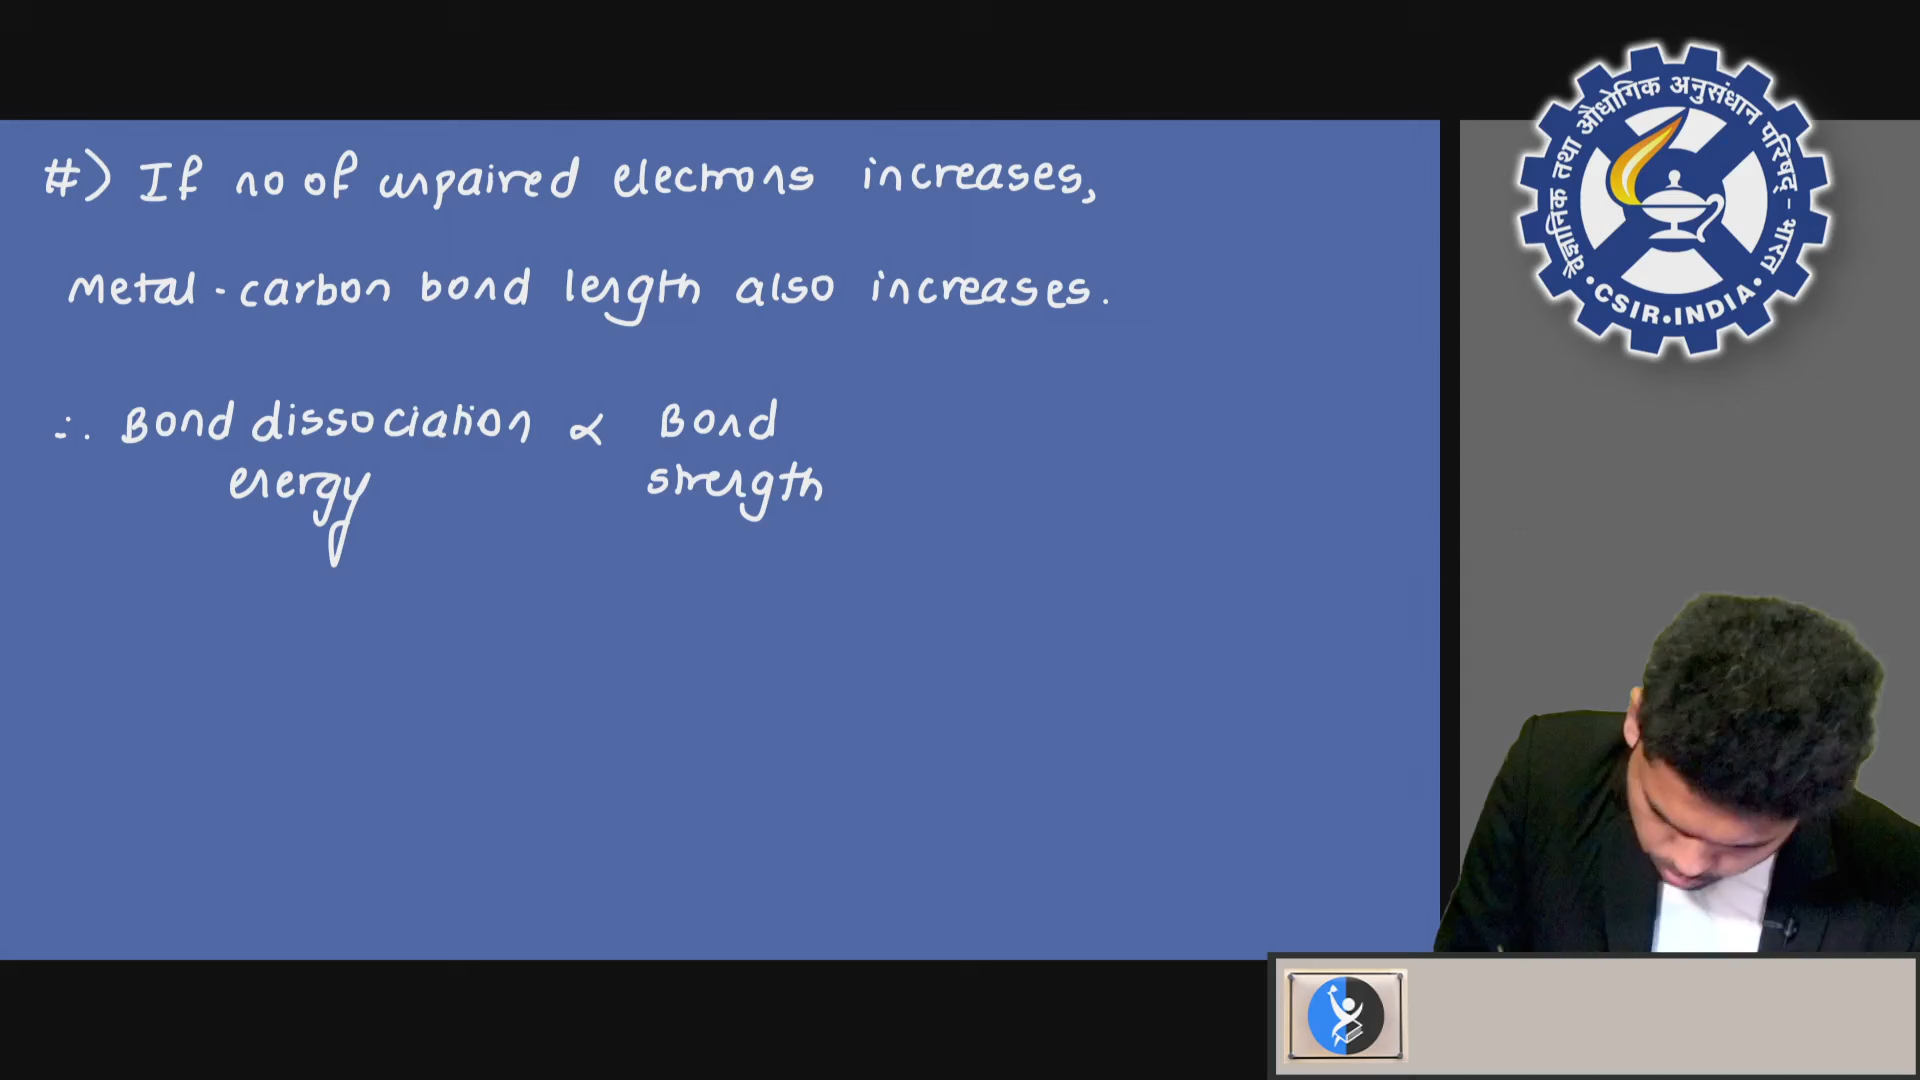 #) If no of unpaired electrons increases,
metal-carbon bond length also increases.
∴ Bond dissociation ∝ Bond
energy strength
वैज्ञानिक तथा औद्योगिक अनुसंधान परिषद् - भारत
• CSIR•INDIA •